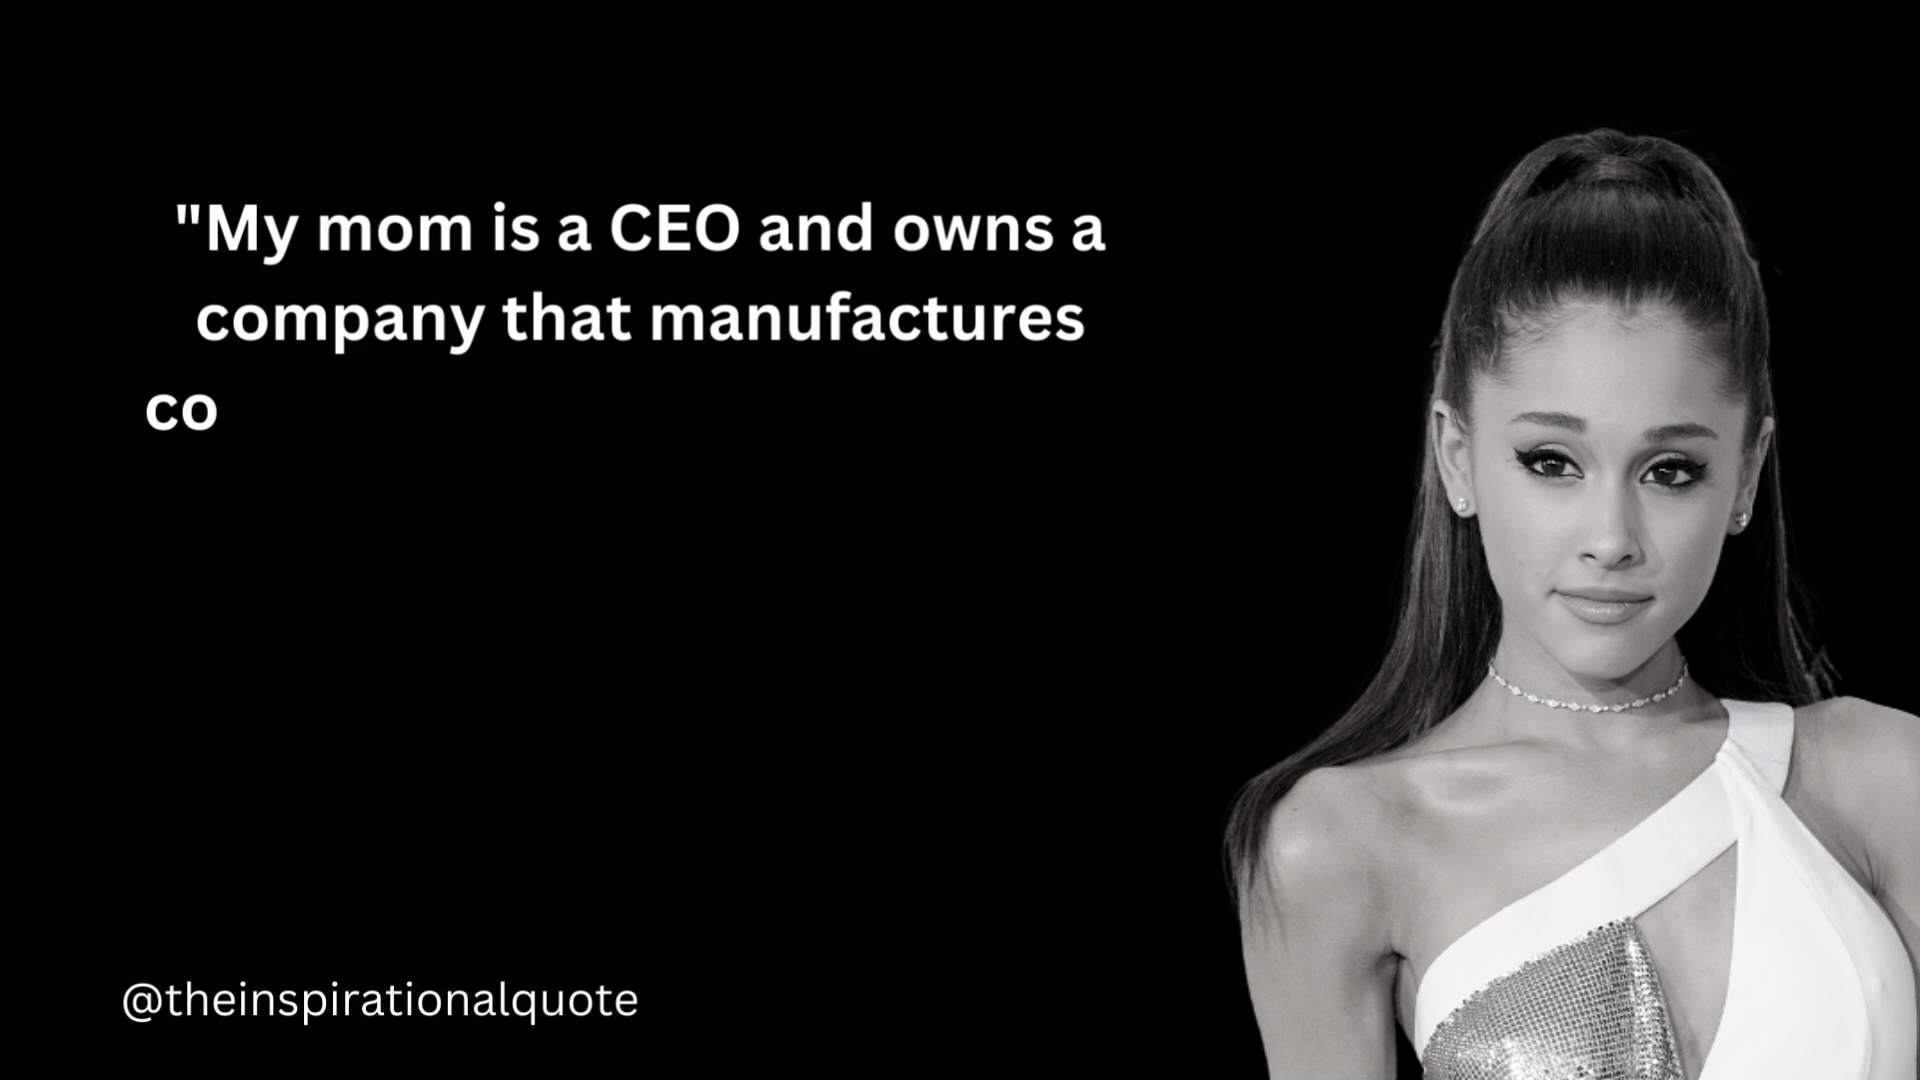 "My mom is a CEO and owns a
company that manufactures
co
@theinspirationalquote